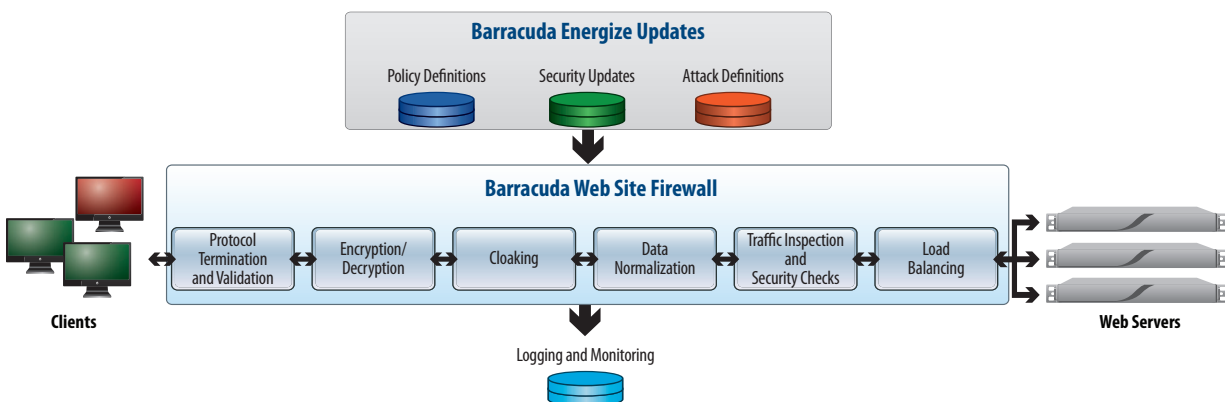 Barracuda Energize Updates
Policy Definitions
Security Updates
Attack Definitions
Barracuda Web Site Firewall
Protocol
Termination
and Validation
Encryption/
Decryption
Cloaking
Data
Normalization
Traffic Inspection
and
Security Checks
Load
Balancing
Clients
Web Servers
Logging and Monitoring